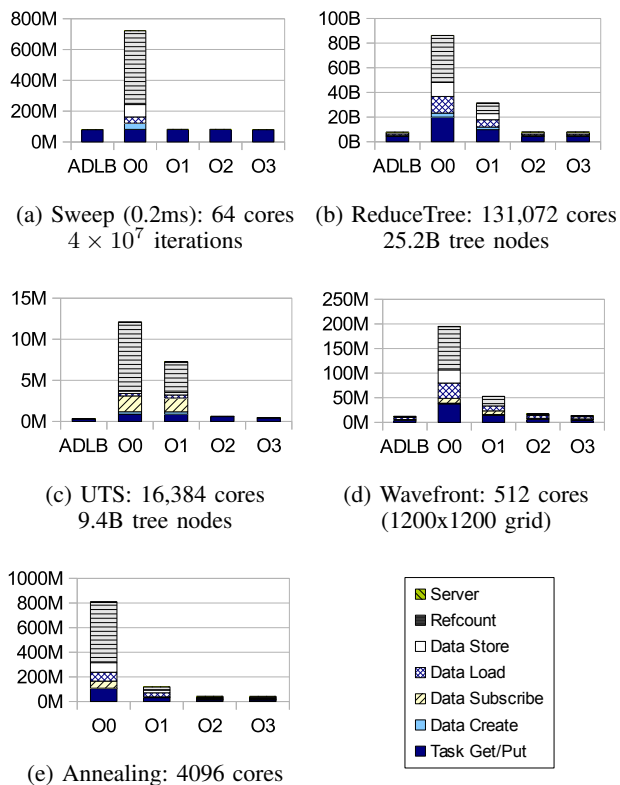 800M
600M
400M
200M
0M
ADLB O0 O1 O2 O3
(a) Sweep (0.2ms): 64 cores
4 × 10^7 iterations
100B
80B
60B
40B
20B
0B
ADLB O0 O1 O2 O3
(b) ReduceTree: 131,072 cores
25.2B tree nodes
15M
10M
5M
0M
ADLB O0 O1 O2 O3
(c) UTS: 16,384 cores
9.4B tree nodes
250M
200M
150M
100M
50M
0M
ADLB O0 O1 O2 O3
(d) Wavefront: 512 cores
(1200x1200 grid)
1000M
800M
600M
400M
200M
0M
O0 O1 O2 O3
(e) Annealing: 4096 cores
Server
Refcount
Data Store
Data Load
Data Subscribe
Data Create
Task Get/Put